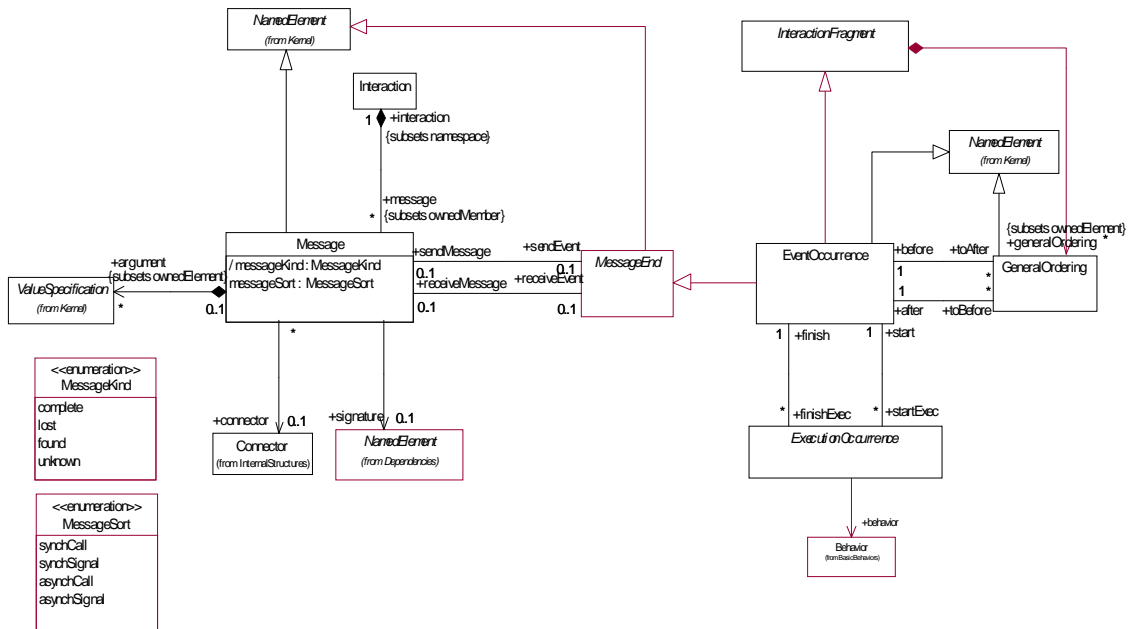 NamedElement
(from Kernel)
InteractionFragment
Interaction
1
+interaction
{subsets namespace}
NamedElement
(from Kernel)
+message
*
{subsets ownedMember}
{subsets ownedElement}
+generalOrdering
*
Message
/ messageKind : MessageKind
messageSort : MessageSort
+argument
{subsets ownedElement}
*
0..1
ValueSpecification
(from Kernel)
+sendMessage
0..1
+sendEvent
0..1
+receiveMessage
0..1
+receiveEvent
0..1
MessageEnd
EventOccurrence
+before
1
+toAfter
*
1
*
+after
+toBefore
GeneralOrdering
1
+finish
1
+start
*
<<enumeration>>
MessageKind
complete
lost
found
unknown
+connector
0..1
+signature
0..1
*
+finishExec
*
+startExec
Connector
(from InternalStructures)
NamedElement
(from Dependencies)
ExecutionOcurrence
<<enumeration>>
MessageSort
synchCall
synchSignal
asynchCall
asynchSignal
+behavior
Behavior
(from BasicBehaviors)